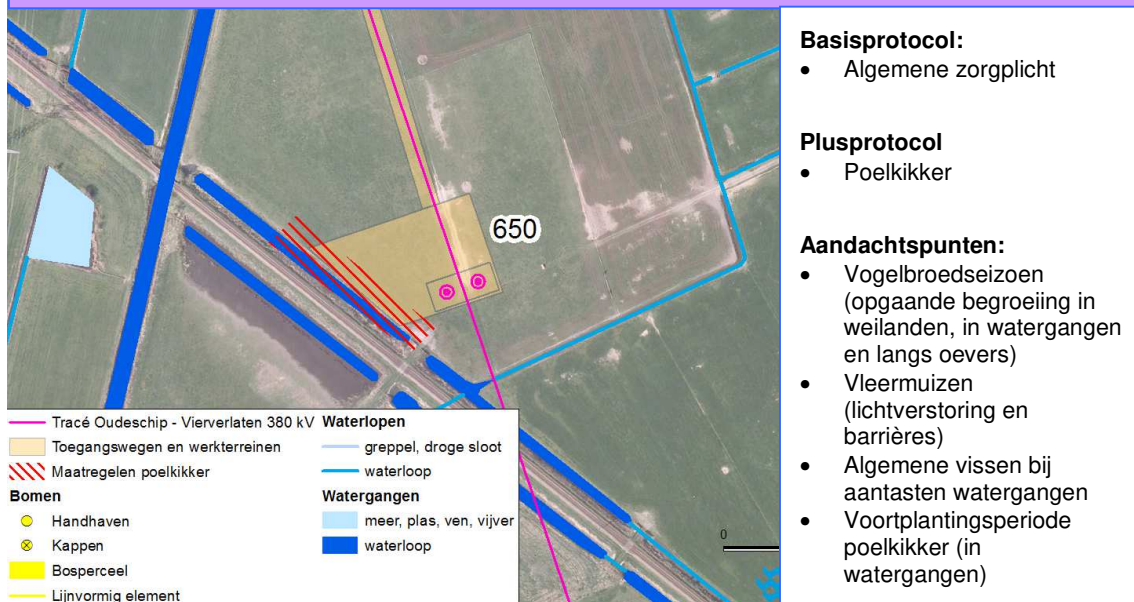 650
0
Tracé Oudeschip - Vierverlaten 380 kV
Toegangswegen en werkterreinen
Maatregelen poelkikker
Bomen
Handhaven
Kappen
Bosperceel
Lijnvormig element
Waterlopen
greppel, droge sloot
waterloop
Watergangen
meer, plas, ven, vijver
waterloop
Basisprotocol:
• Algemene zorgplicht
Plusprotocol
• Poelkikker
Aandachtspunten:
• Vogelbroedseizoen
(opgaande begroeiing in
weilanden, in watergangen
en langs oevers)
• Vleermuizen
(lichtverstoring en
barrières)
• Algemene vissen bij
aantasten watergangen
• Voortplantingsperiode
poelkikker (in
watergangen)